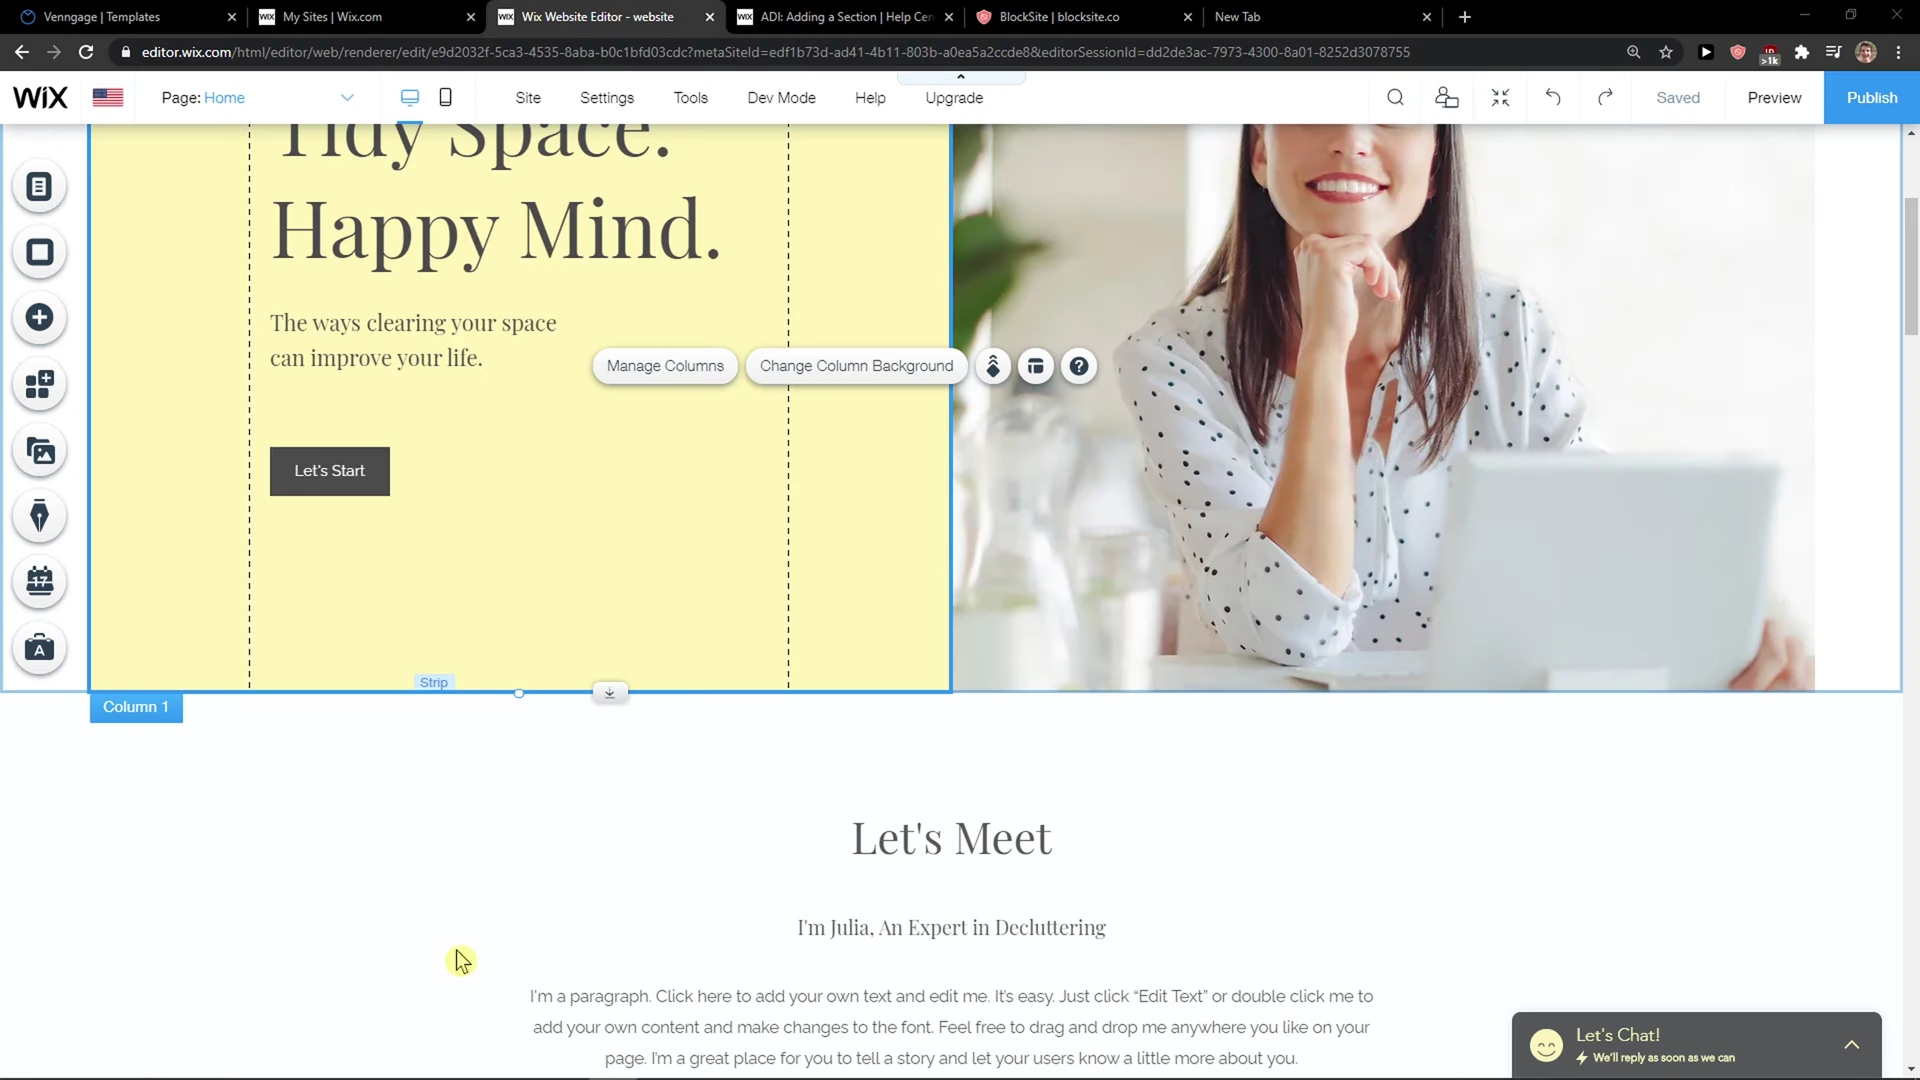 Venngage | Templates
My Sites | Wix.com
Wix Website Editor - website
ADI: Adding a Section | Help Cen
BlockSite | blocksite.co
New Tab
editor.wix.com/html/editor/web/renderer/edit/e9d2032f-5ca3-4535-8aba-b0c1bfd03cdc?metaSiteId=edf1b73d-ad41-4b11-803b-a0ea5a2ccde8&editorSessionId=dd2de3ac-7973-4300-8a01-8252d3078755
>1k
WIX
Page: Home
Site
Settings
Tools
Dev Mode
Help
Upgrade
Saved
Preview
Publish
Tidy Space.
Happy Mind.
The ways clearing your space
can improve your life.
Manage Columns
Change Column Background
?
Let's Start
17
A
Strip
Column 1
Let's Meet
I'm Julia, An Expert in Decluttering
I'm a paragraph. Click here to add your own text and edit me. It's easy. Just click “Edit Text” or double click me to
add your own content and make changes to the font. Feel free to drag and drop me anywhere you like on your
page. I'm a great place for you to tell a story and let your users know a little more about you.
Let's Chat!
We'll reply as soon as we can